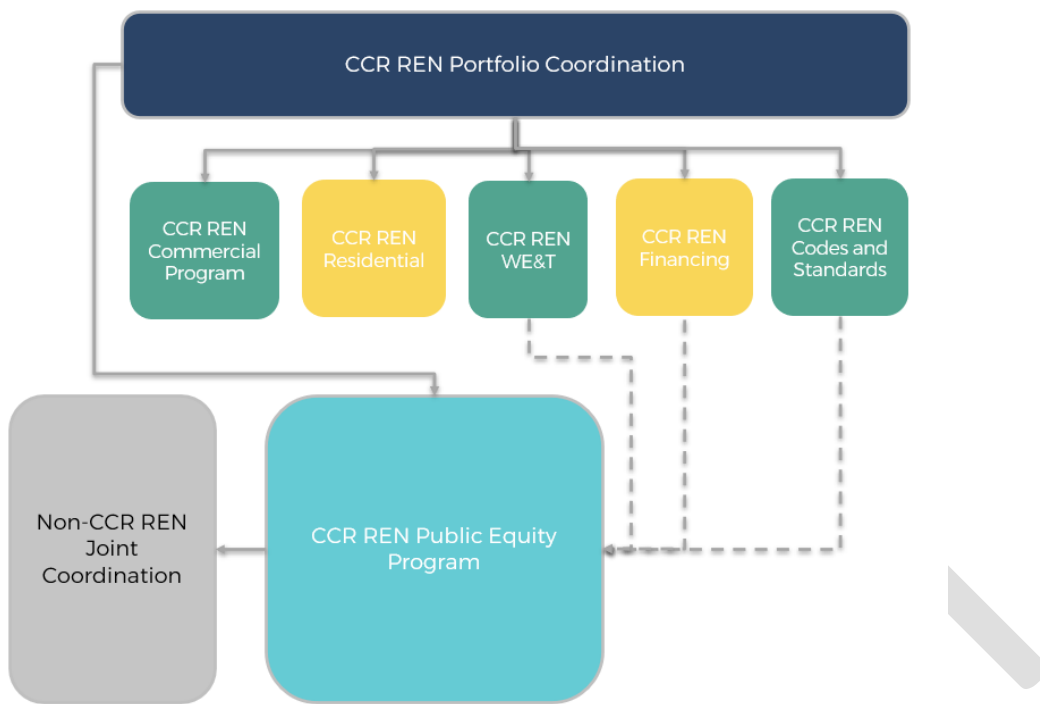 CCR REN Portfolio Coordination
CCR REN
Commercial
Program
CCR REN
Residential
CCR REN
WE&T
CCR REN
Financing
CCR REN
Codes and
Standards
Non-CCR REN
Joint
Coordination
CCR REN Public Equity
Program